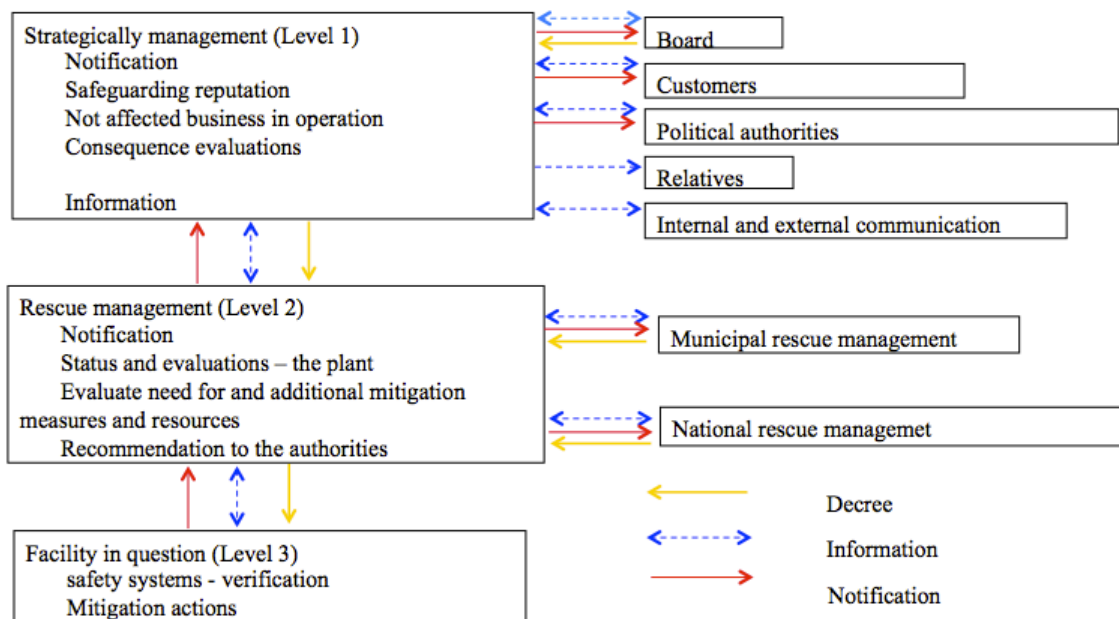 Strategically management (Level 1)
Notification
Safeguarding reputation
Not affected business in operation
Consequence evaluations
Information
Board
Customers
Political authorities
Relatives
Internal and external communication
Rescue management (Level 2)
Notification
Status and evaluations – the plant
Evaluate need for and additional mitigation
measures and resources
Recommendation to the authorities
Municipal rescue management
National rescue managemet
Facility in question (Level 3)
safety systems - verification
Mitigation actions
Decree
Information
Notification